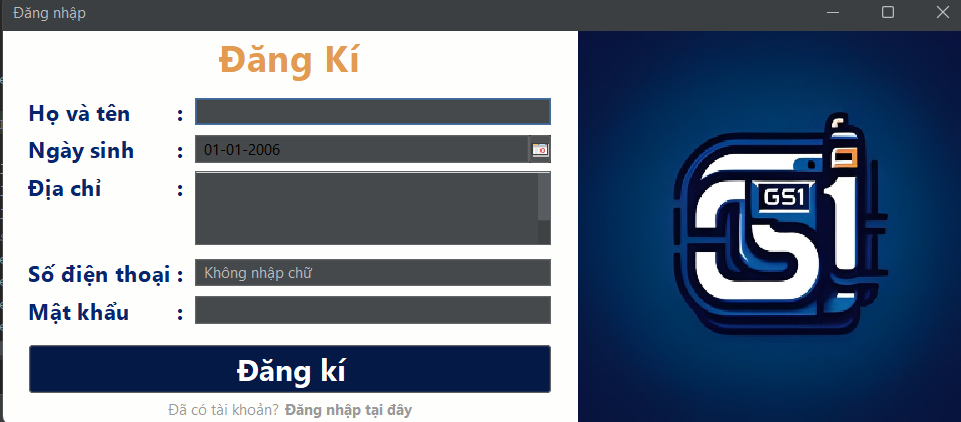 Đăng nhập
Đăng Kí
Họ và tên :
Ngày sinh : 01-01-2006
Địa chỉ :
Số điện thoại : Không nhập chữ
Mật khẩu :
Đăng kí
Đã có tài khoản? Đăng nhập tại đây
GS1
GS1